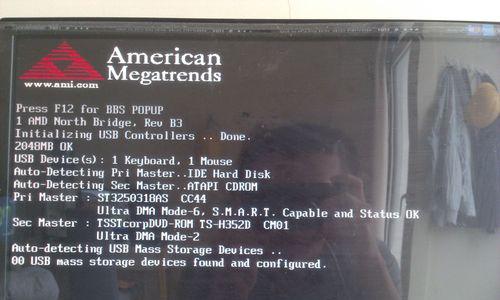 American
Megatrends
www.ami.com
Press F12 for BBS POPUP
1 AMD North Bridge, Rev B3
Initializing USB Controllers .. Done.
2048MB OK
USB Device(s): 1 Keyboard, 1 Mouse
Auto-Detecting Pri Master..IDE Hard Disk
Auto-Detecting Sec Master..ATAPI CDROM
Pri Master : ST3250318AS CC44
Ultra DMA Mode-6, S.M.A.R.T. Capable and Status OK
Sec Master : TSSTcorpDVD-ROM TS-H352D CM01
Ultra DMA Mode-2
Auto-detecting USB Mass Storage Devices ..
00 USB mass storage devices found and configured.